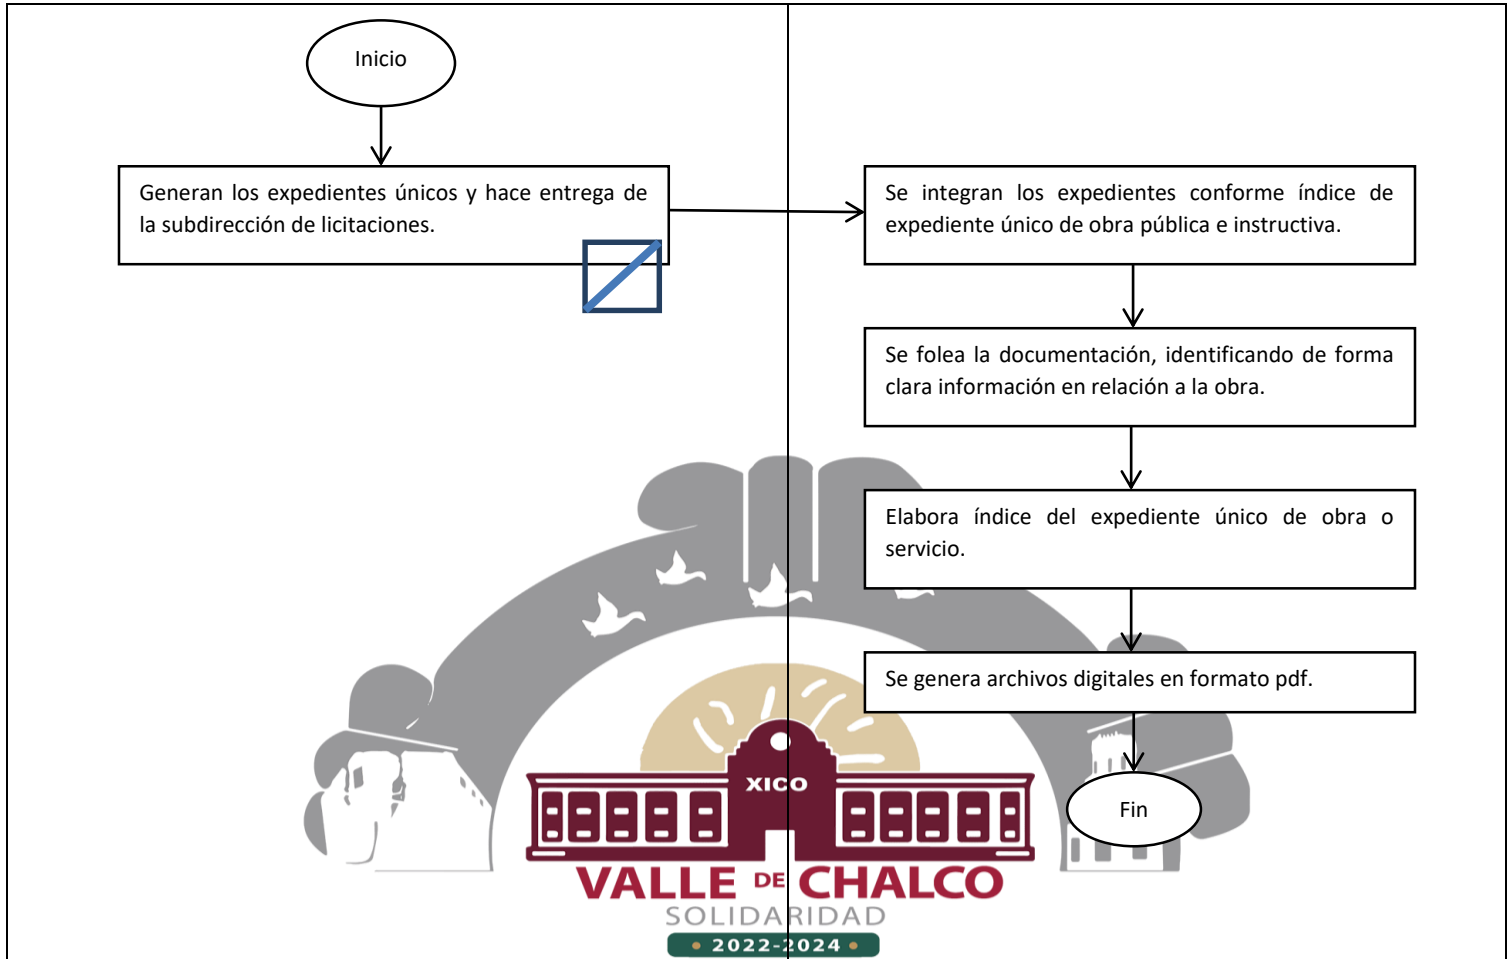 Inicio
Generan los expedientes únicos y hace entrega de
la subdirección de licitaciones.
Se integran los expedientes conforme índice de
expediente único de obra pública e instructiva.
Se folea la documentación, identificando de forma
clara información en relación a la obra.
Elabora índice del expediente único de obra o
servicio.
Se genera archivos digitales en formato pdf.
Fin
XICO
VALLE DE CHALCO
SOLIDARIDAD
• 2022-2024 •